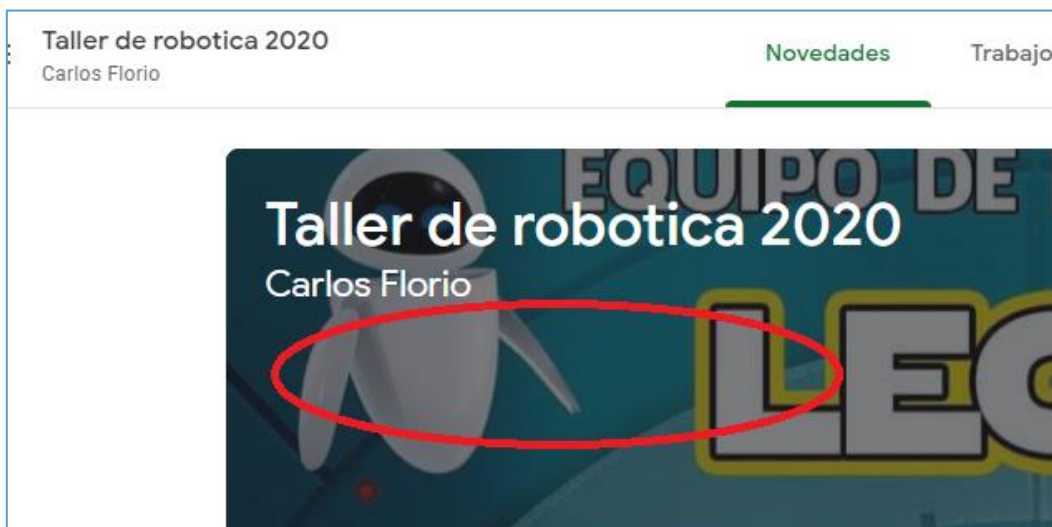 Taller de robotica 2020
Carlos Florio
Novedades
Trabajo
EQUIPO DE
Taller de robotica 2020
Carlos Florio
LEG